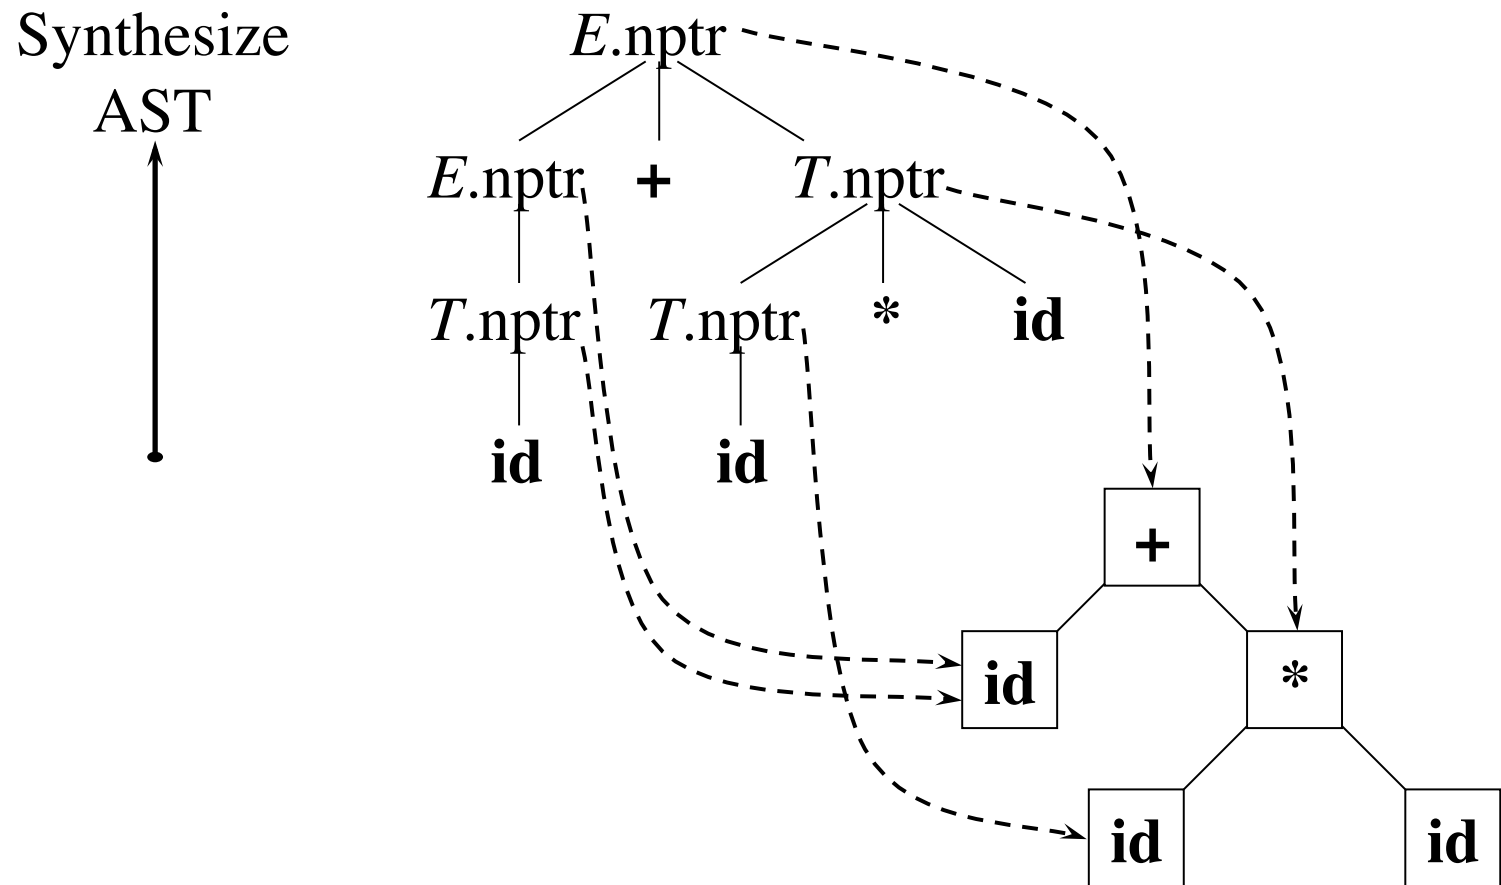 Synthesize
AST
E.nptr
E.nptr + T.nptr
T.nptr T.nptr * id
id id
+
id *
id id